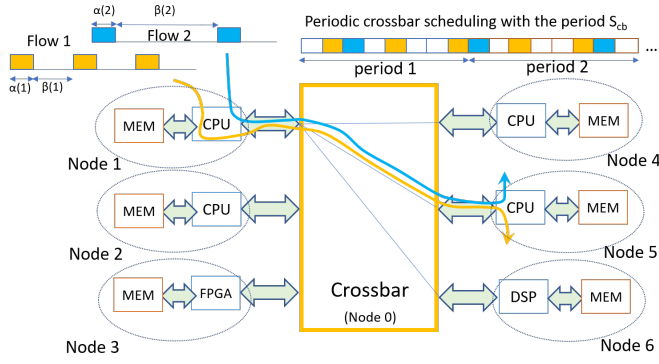 α(2) β(2)
Flow 1 Flow 2
α(1) β(1)
Periodic crossbar scheduling with the period Scb
...
period 1 period 2
MEM CPU
Node 1
CPU MEM
Node 4
MEM CPU
Node 2
CPU MEM
Node 5
MEM FPGA
Node 3
Crossbar
(Node 0)
DSP MEM
Node 6